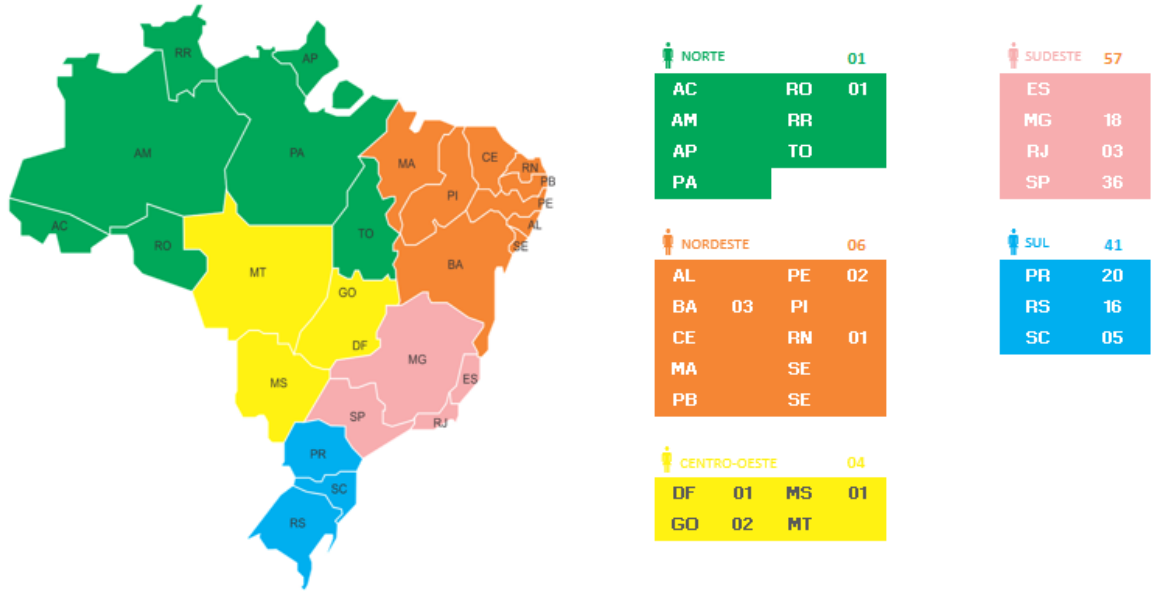 RR
AP
AM
PA
MA
CE
RN
PB
PI
PE
AL
SE
AC
RO
TO
BA
MT
GO
DF
MG
MS
ES
SP
RJ
PR
SC
RS
NORTE 01
AC RO 01
AM RR
AP TO
PA
NORDESTE 06
AL PE 02
BA 03 PI
CE RN 01
MA SE
PB SE
CENTRO-OESTE 04
DF 01 MS 01
GO 02 MT
SUDESTE 57
ES
MG 18
RJ 03
SP 36
SUL 41
PR 20
RS 16
SC 05